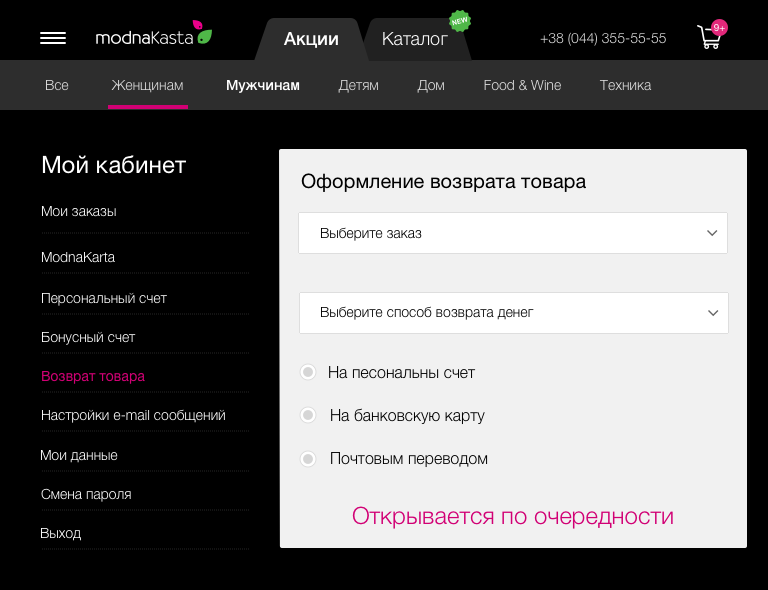 modnaKasta
Акции
Каталог
NEW
+38 (044) 355-55-55
9+
Все
Женщинам
Мужчинам
Детям
Дом
Food & Wine
Техника
Мой кабинет
Мои заказы
ModnaKarta
Персональный счет
Бонусный счет
Возврат товара
Настройки e-mail сообщений
Мои данные
Смена пароля
Выход
Оформление возврата товара
Выберите заказ
Выберите способ возврата денег
На песональны счет
На банковскую карту
Почтовым переводом
Открывается по очередности